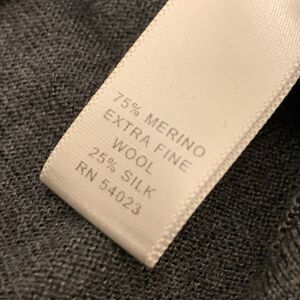 75% MERINO
EXTRA FINE
WOOL
25% SILK
RN 54023